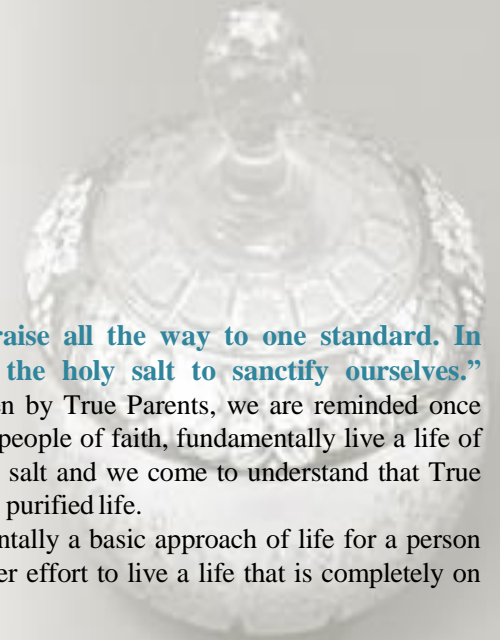 raise all the way to one standard. In
the holy salt to sanctify ourselves.”
en by True Parents, we are reminded once
people of faith, fundamentally live a life of
salt and we come to understand that True
purified life.
ntally a basic approach of life for a person
er effort to live a life that is completely on